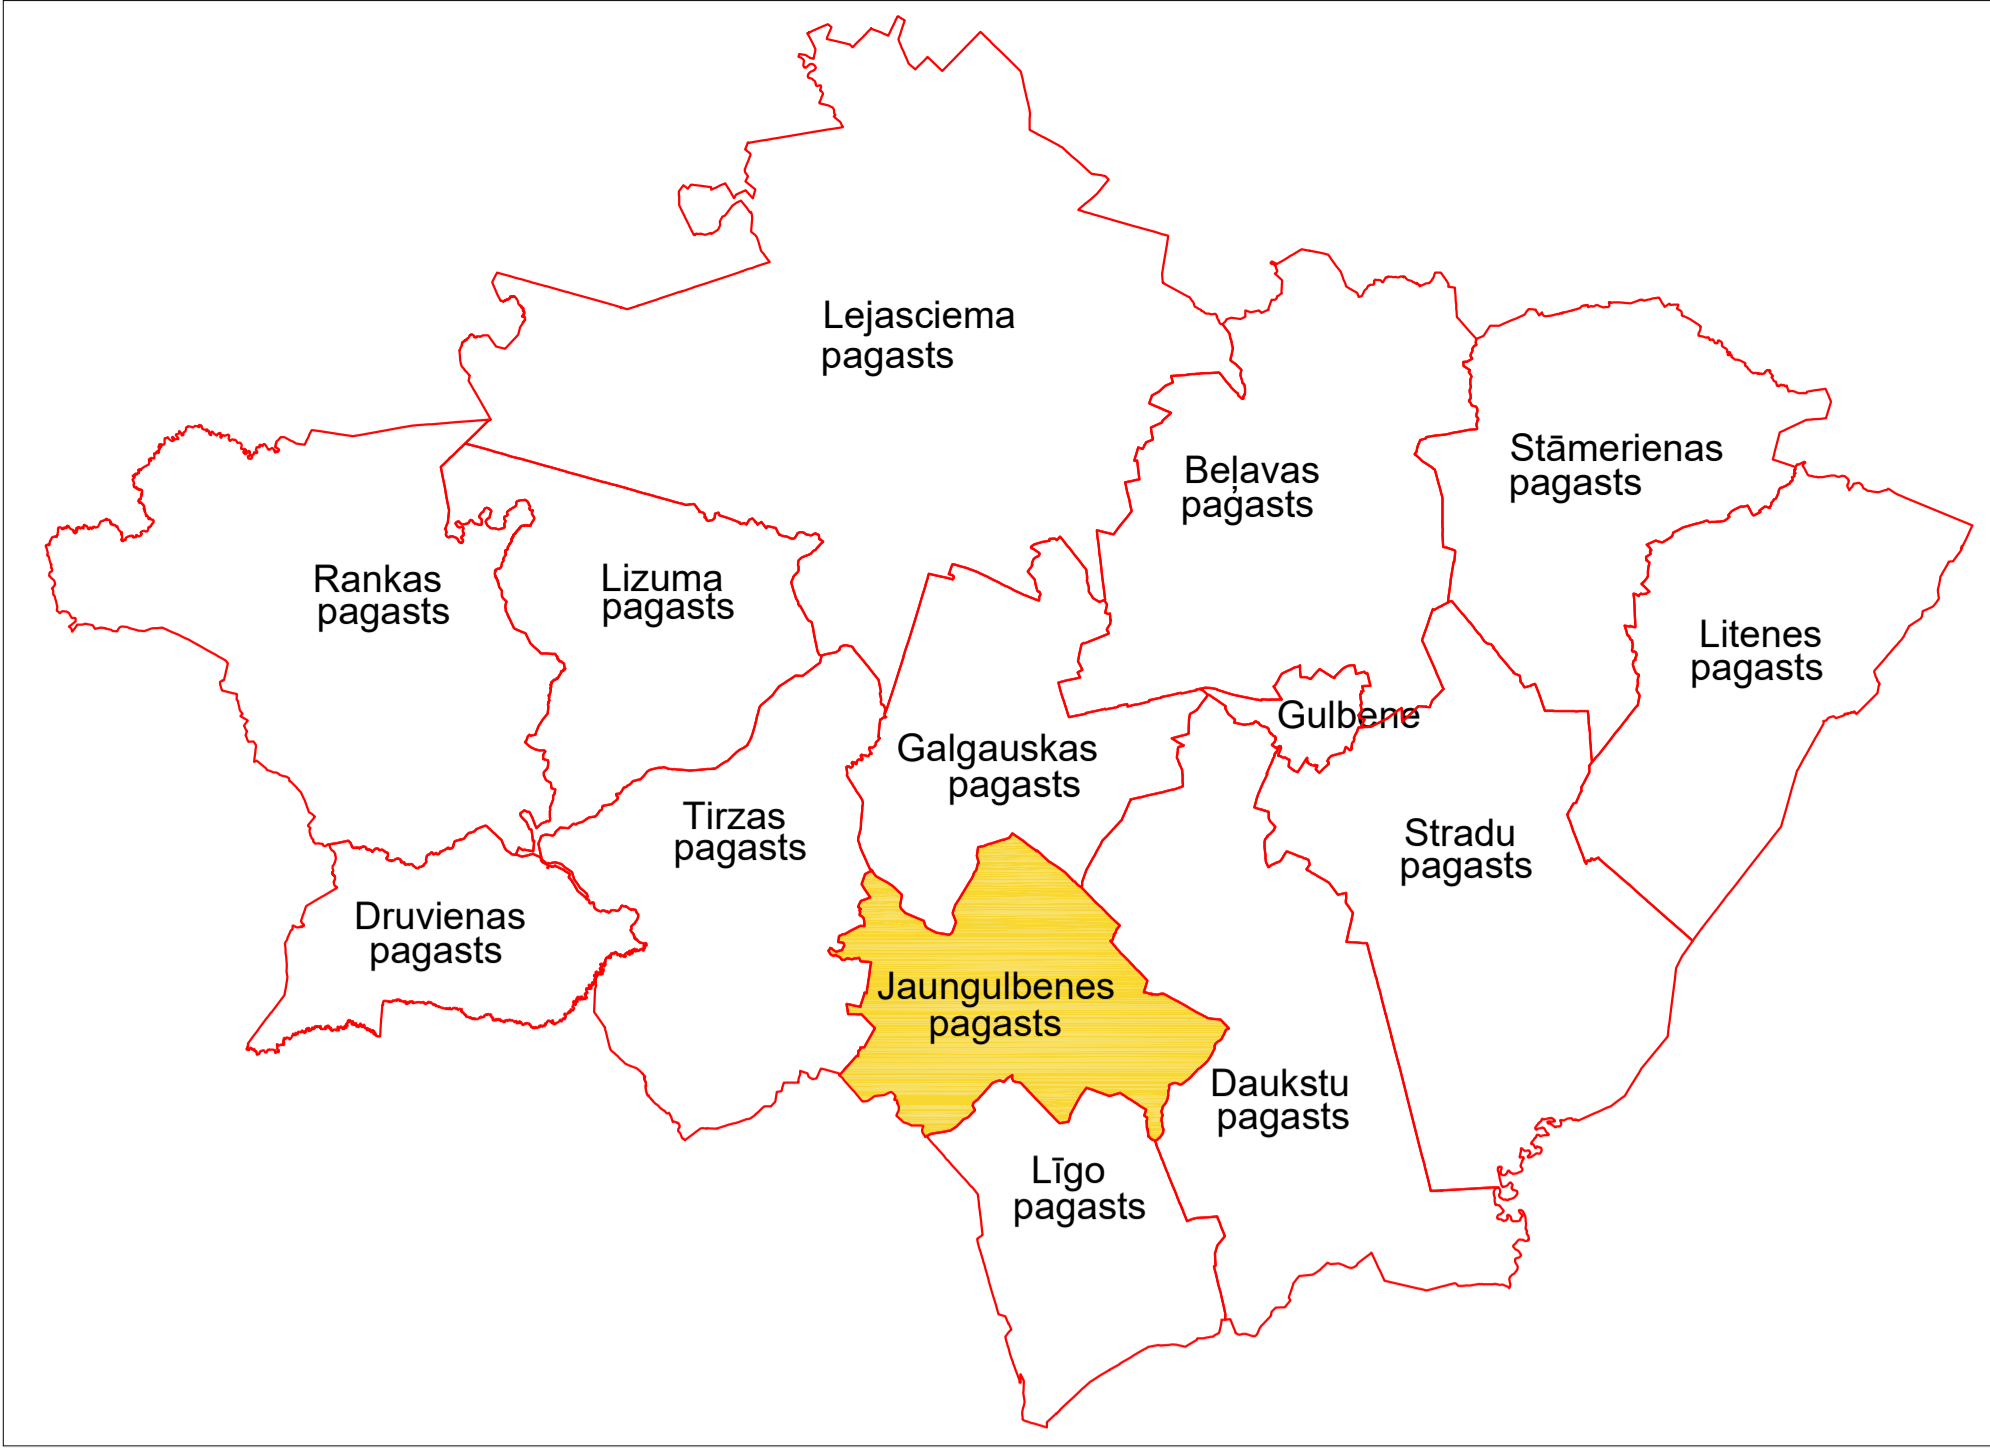 Lejasciema
pagasts
Beļavas
pagasts
Stāmerienas
pagasts
Rankas
pagasts
Lizuma
pagasts
Litenes
pagasts
Gulbene
Galgauskas
pagasts
Tirzas
pagasts
Stradu
pagasts
Druvienas
pagasts
Jaungulbenes
pagasts
Daukstu
pagasts
Līgo
pagasts